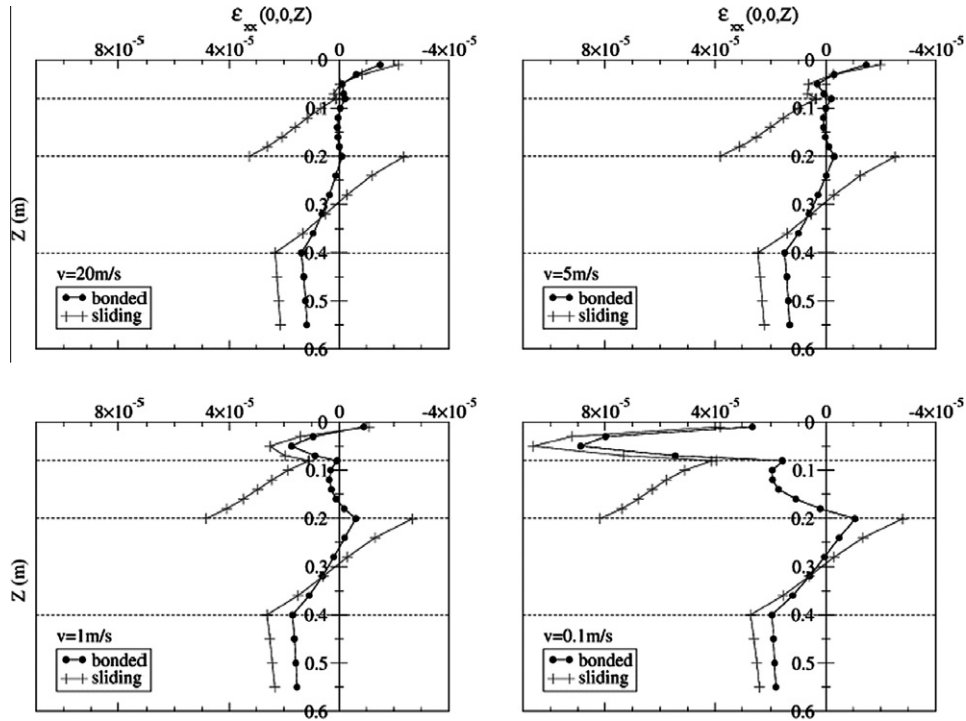 εxx(0,0,Z)
εxx(0,0,Z)
8×10⁻⁵ 4×10⁻⁵ 0 -4×10⁻⁵
8×10⁻⁵ 4×10⁻⁵ 0 -4×10⁻⁵
0
0.1
0.2
0.3
0.4
0.5
0.6
Z (m)
v=20m/s
bonded
sliding
0
0.1
0.2
0.3
0.4
0.5
0.6
v=5m/s
bonded
sliding
8×10⁻⁵ 4×10⁻⁵ 0 -4×10⁻⁵
8×10⁻⁵ 4×10⁻⁵ 0 -4×10⁻⁵
0
0.1
0.2
0.3
0.4
0.5
0.6
Z (m)
v=1m/s
bonded
sliding
0
0.1
0.2
0.3
0.4
0.5
0.6
v=0.1m/s
bonded
sliding